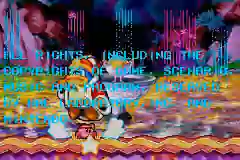 ALL RIGHTS, INCLUDING THE
COPYRIGHTS OF GAME, SCENARIO,
MUSIC AND PROGRAM, RESERVED
BY HAL LABORATORY, INC. AND
NINTENDO.